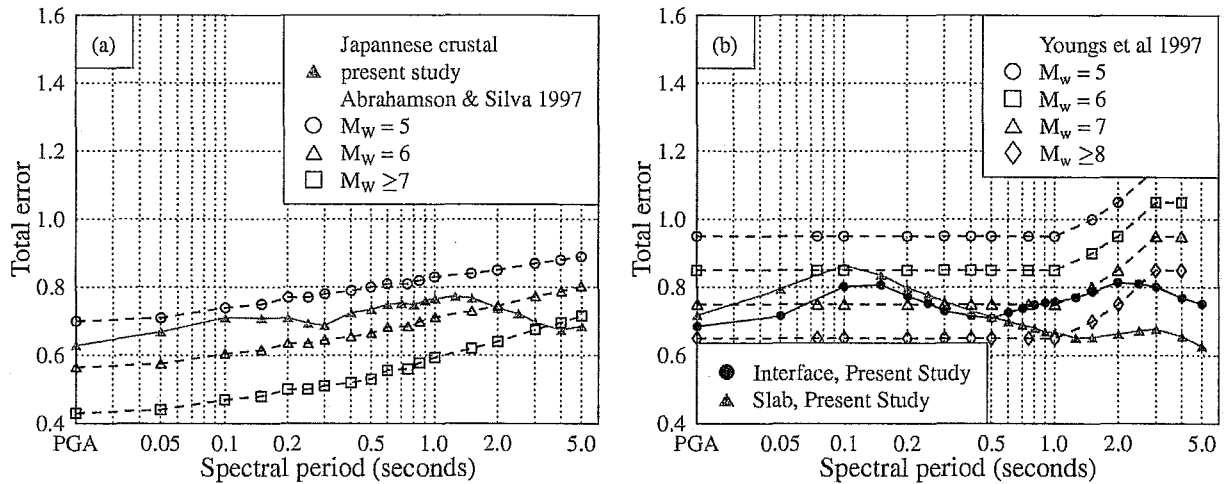 (a)
Japannese crustal
present study
Abrahamson & Silva 1997
M_W = 5
M_W = 6
M_W ≥7
Total error
1.6
1.4
1.2
1.0
0.8
0.6
0.4
PGA 0.05 0.1 0.2 0.5 1.0 2.0 5.0
Spectral period (seconds)
(b)
Youngs et al 1997
M_W = 5
M_W = 6
M_W = 7
M_W ≥8
Interface, Present Study
Slab, Present Study
Total error
1.6
1.4
1.2
1.0
0.8
0.6
0.4
PGA 0.05 0.1 0.2 0.5 1.0 2.0 5.0
Spectral period (seconds)